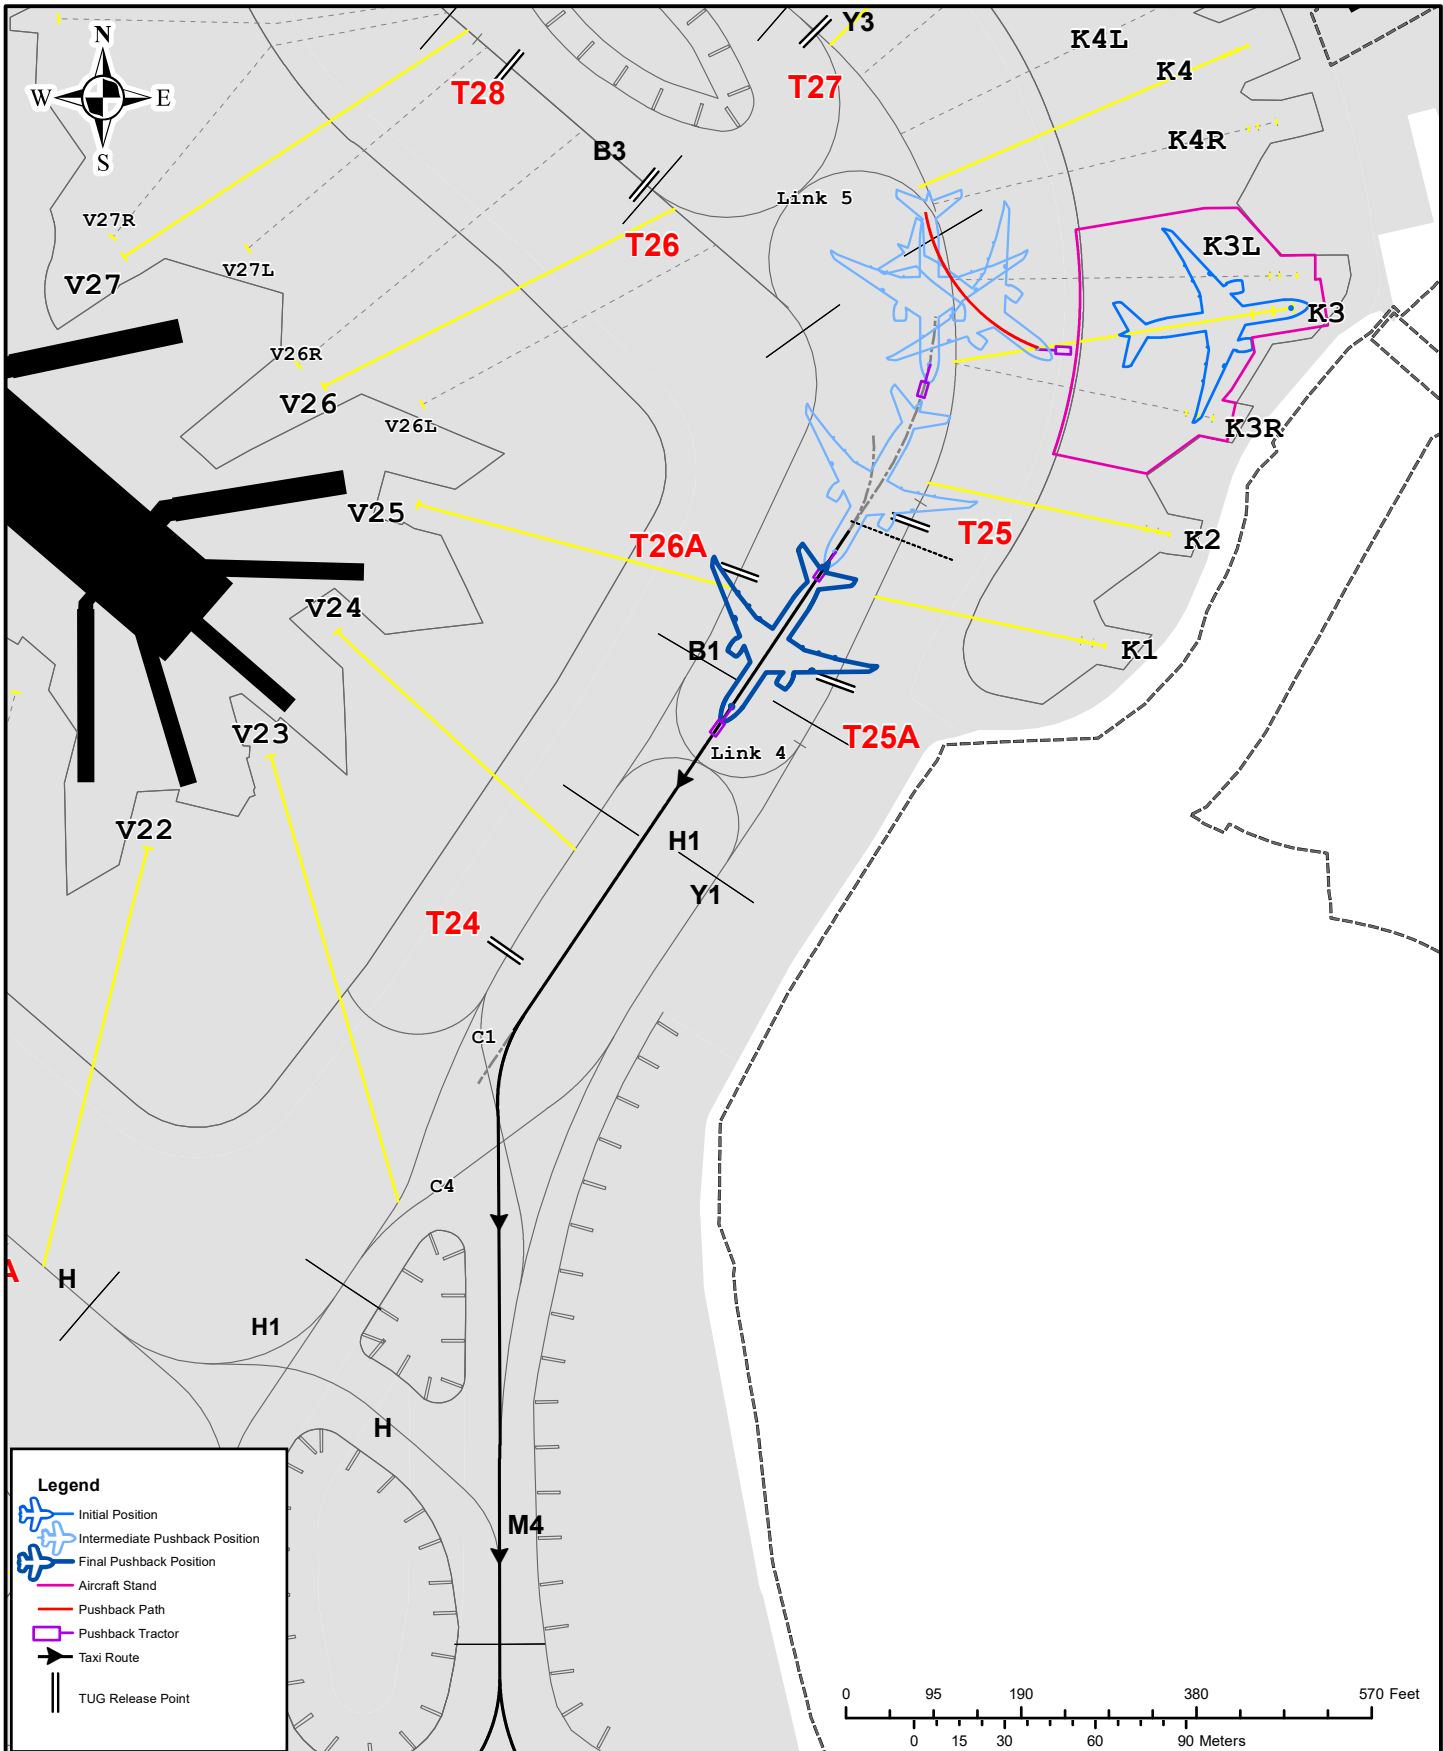 N
W E
S
Y3
K4L
K4
T28
T27
K4R
B3
Link 5
V27R
T26
K3L
V27
V27L
K3
V26R
V26
V26L
K3R
V25
T25
K2
T26A
V24
B1
K1
V23
T25A
Link 4
V22
H1
Y1
T24
C1
C4
A
H
H1
H
M4
Legend
Initial Position
Intermediate Pushback Position
Final Pushback Position
Aircraft Stand
Pushback Path
Pushback Tractor
Taxi Route
TUG Release Point
0 95 190 380 570 Feet
0 15 30 60 90 Meters